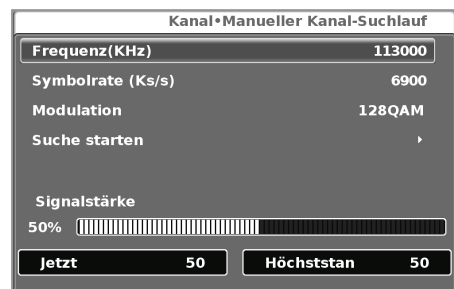 Kanal•Manueller Kanal-Suchlauf
Frequenz(KHz) 113000
Symbolrate (Ks/s) 6900
Modulation 128QAM
Suche starten
Signalstärke
50%
Jetzt 50 Höchststan 50